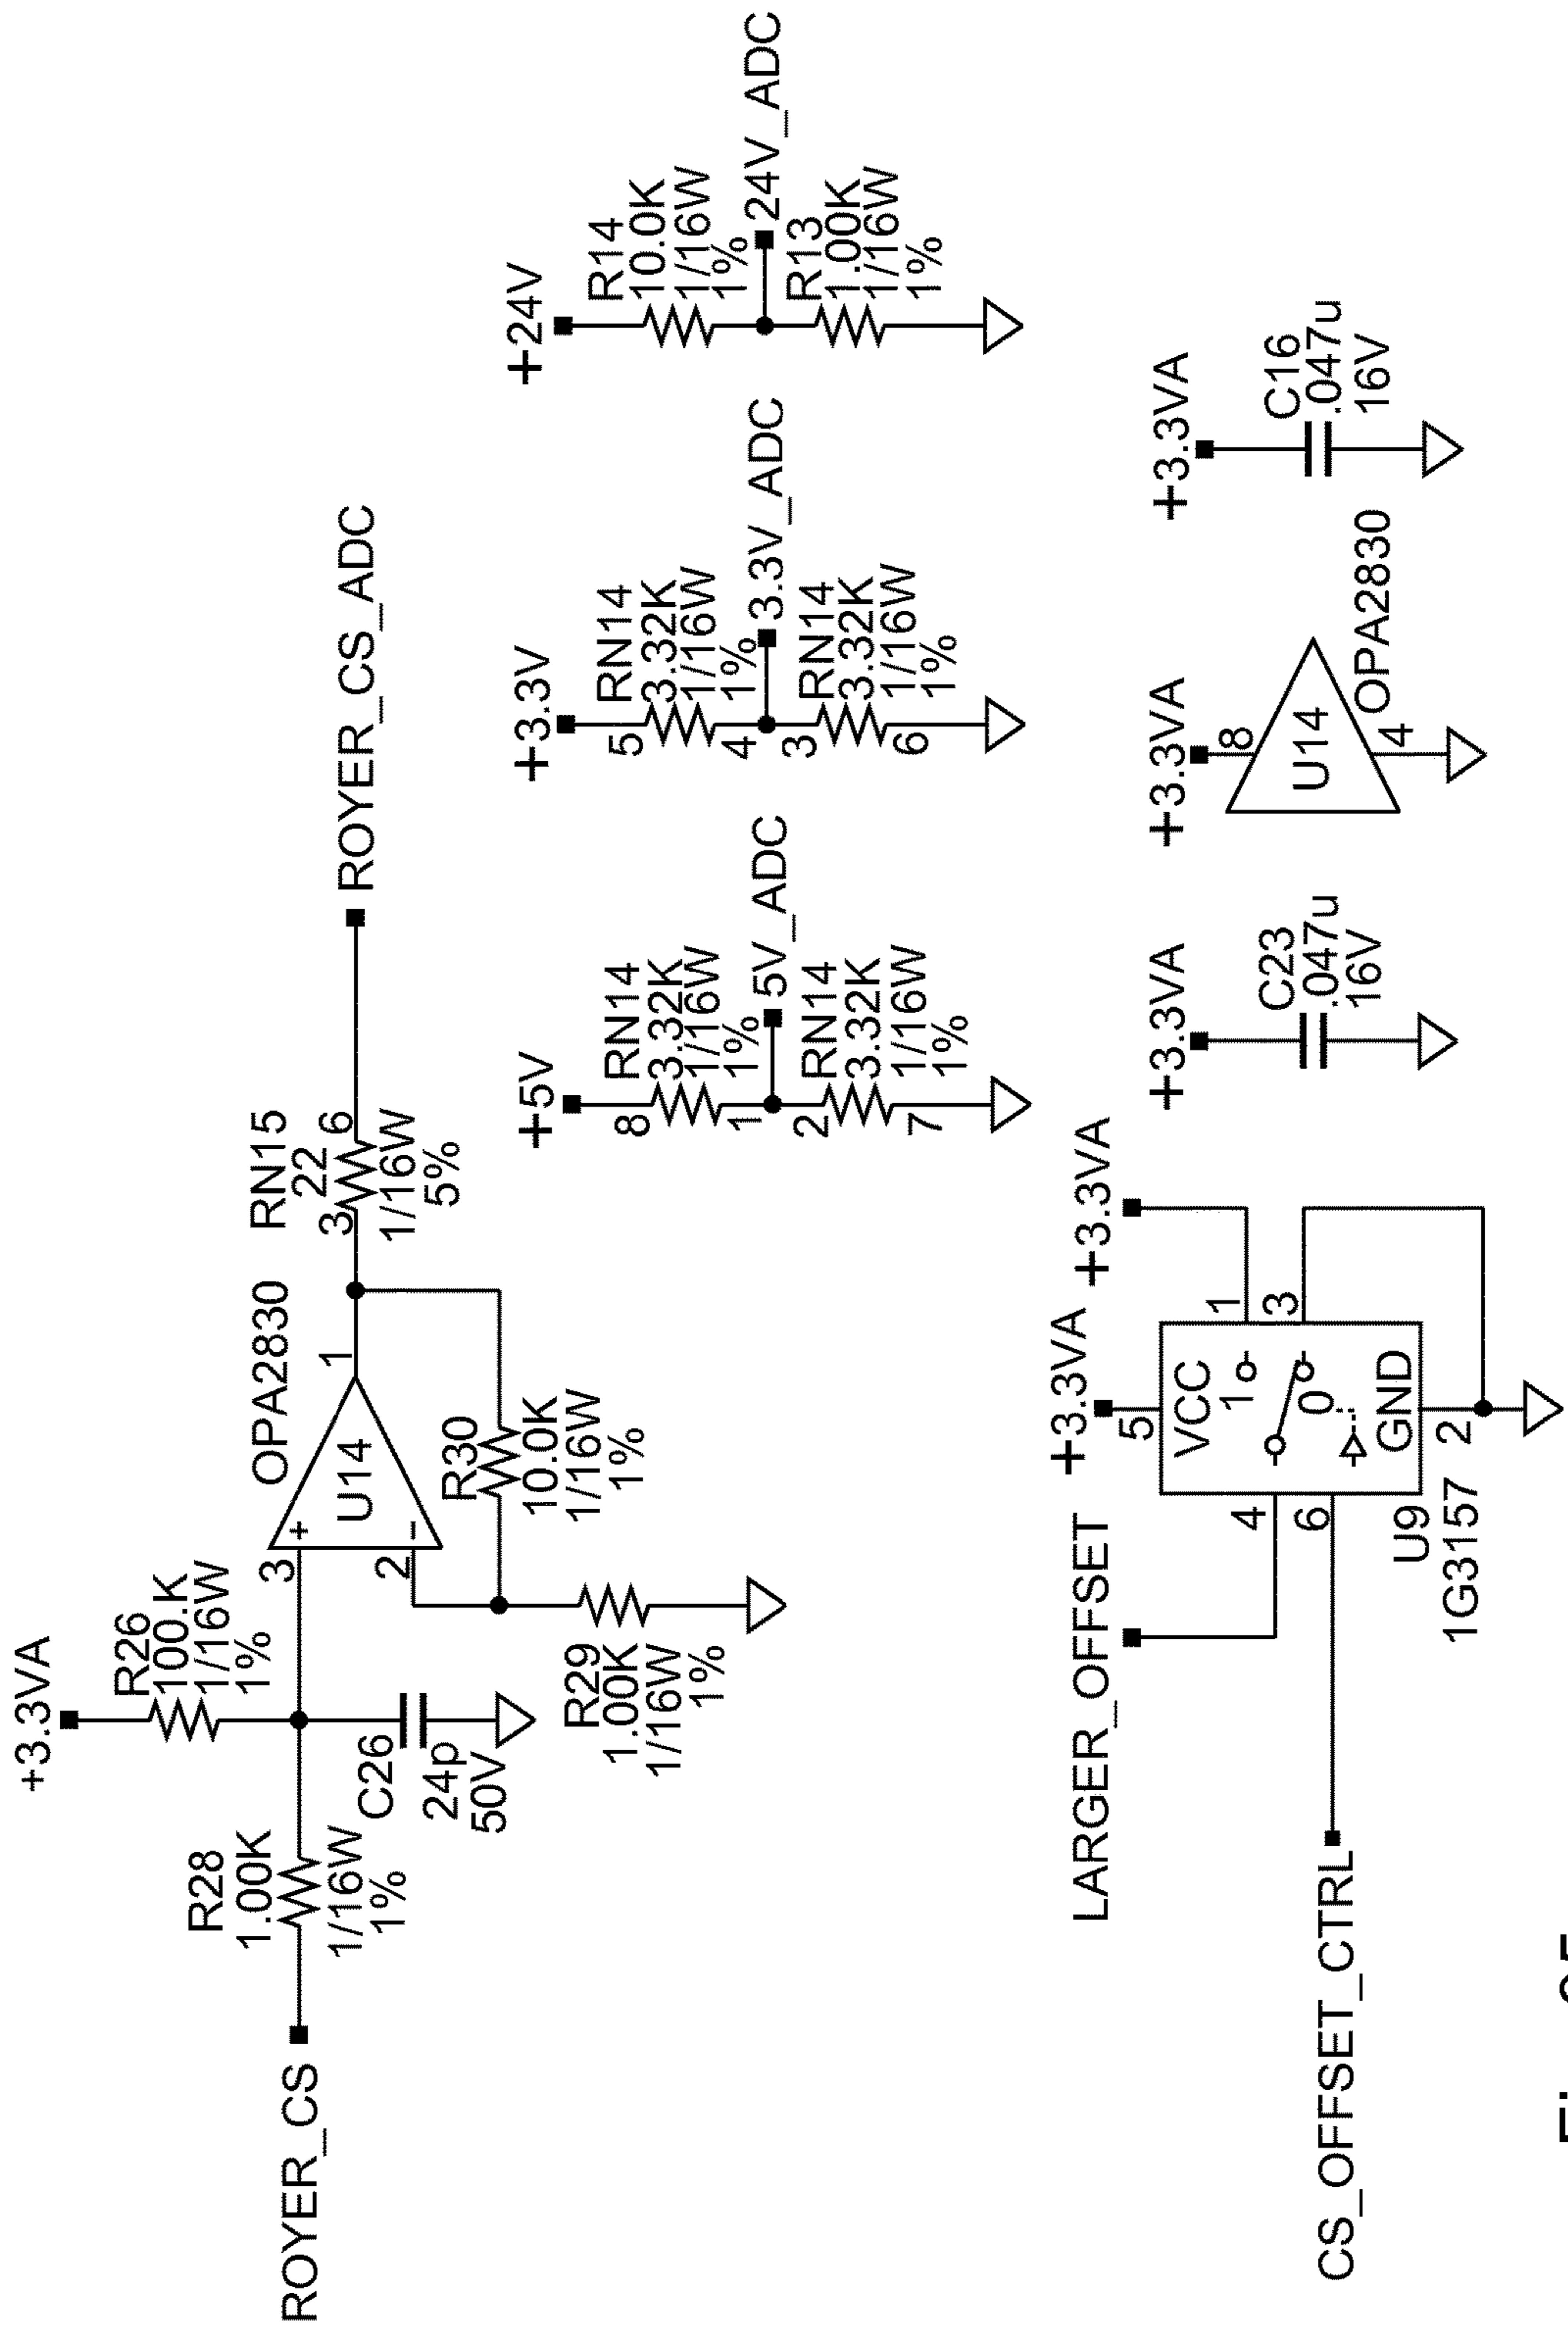 +3.3VA
R26
100.K
1/16W
1%
R28
1.00K
1/16W
1%
ROYER_CS
C26
24p
50V
3
+
2
-
U14
OPA2830
1
R30
10.0K
1/16W
1%
R29
1.00K
1/16W
1%
RN15
22
3
6
1/16W
5%
ROYER_CS_ADC
+5V
8
RN14
3.32K
1/16W
1%
1
5V_ADC
2
RN14
3.32K
1/16W
1%
7
+3.3V
5
RN14
3.32K
1/16W
1%
4
3.3V_ADC
3
RN14
3.32K
1/16W
1%
6
+24V
R14
10.0K
1/16W
1%
24V_ADC
R13
1.00K
1/16W
1%
LARGER_OFFSET
CS_OFFSET_CTRL
4
6
+3.3VA
5
VCC
1
0
GND
2
U9
1G3157
+3.3VA
1
3
+3.3VA
C23
.047u
16V
+3.3VA
8
U14
4
OPA2830
+3.3VA
C16
.047u
16V